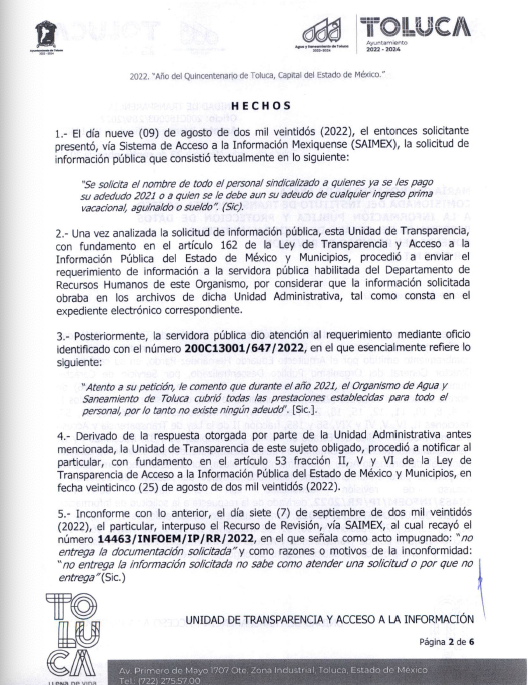 TOLUCA
Agua y Saneamiento de Toluca
2022 - 2024
Ayuntamiento
2022 - 2024
2022. "Año del Quincentenario de Toluca, Capital del Estado de México."
H E C H O S
1.- El día nueve (09) de agosto de dos mil veintidós (2022), el entonces solicitante
presentó, vía Sistema de Acceso a la Información Mexiquense (SAIMEX), la solicitud de
información pública que consistió textualmente en lo siguiente:
"Se solicita el nombre de todo el personal sindicalizado a quienes ya se les pago
su adedudo 2021 o a quien se le debe aun su adeudo de cualquier ingreso prima
vacacional, aguinaldo o sueldo". (Sic).
2.- Una vez analizada la solicitud de información pública, esta Unidad de Transparencia,
con fundamento en el artículo 162 de la Ley de Transparencia y Acceso a la
Información Pública del Estado de México y Municipios, procedió a enviar el
requerimiento de información a la servidora pública habilitada del Departamento de
Recursos Humanos de este Organismo, por considerar que la información solicitada
obraba en los archivos de dicha Unidad Administrativa, tal como consta en el
expediente electrónico correspondiente.
3.- Posteriormente, la servidora pública dio atención al requerimiento mediante oficio
identificado con el número 200C13001/647/2022, en el que esencialmente refiere lo
siguiente:
"Atento a su petición, le comento que durante el año 2021, el Organismo de Agua y
Saneamiento de Toluca cubrió todas las prestaciones establecidas para todo el
personal, por lo tanto no existe ningún adeudo". [Sic.].
4.- Derivado de la respuesta otorgada por parte de la Unidad Administrativa antes
mencionada, la Unidad de Transparencia de este sujeto obligado, procedió a notificar al
particular, con fundamento en el artículo 53 fracción II, V y VI de la Ley de
Transparencia de Acceso a la Información Pública del Estado de México y Municipios, en
fecha veinticinco (25) de agosto de dos mil veintidós (2022).
5.- Inconforme con lo anterior, el día siete (7) de septiembre de dos mil veintidós
(2022), el particular, interpuso el Recurso de Revisión, vía SAIMEX, al cual recayó el
número 14463/INFOEM/IP/RR/2022, en el que señala como acto impugnado: "no
entrega la documentación solicitada" y como razones o motivos de la inconformidad:
"no entrega la información solicitada no sabe como atender una solicitud o por que no
entrega" (Sic.)
UNIDAD DE TRANSPARENCIA Y ACCESO A LA INFORMACIÓN
Página 2 de 6
TOLUCA
LLENA DE VIDA
Av. Primero de Mayo 1707 Ote. Zona Industrial, Toluca, Estado de México
Tel.: (722) 275.57.00